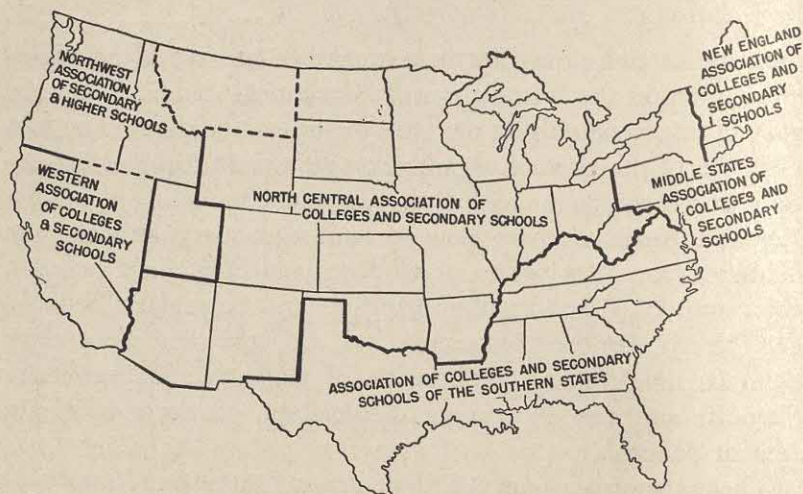 NORTHWEST
ASSOCIATION
OF SECONDARY
& HIGHER SCHOOLS
WESTERN
ASSOCIATION
OF COLLEGES
& SECONDARY
SCHOOLS
NORTH CENTRAL ASSOCIATION OF
COLLEGES AND SECONDARY SCHOOLS
NEW ENGLAND
ASSOCIATION OF
COLLEGES AND
SECONDARY
SCHOOLS
MIDDLE STATES
ASSOCIATION OF
COLLEGES AND
SECONDARY
SCHOOLS
ASSOCIATION OF COLLEGES AND SECONDARY
SCHOOLS OF THE SOUTHERN STATES